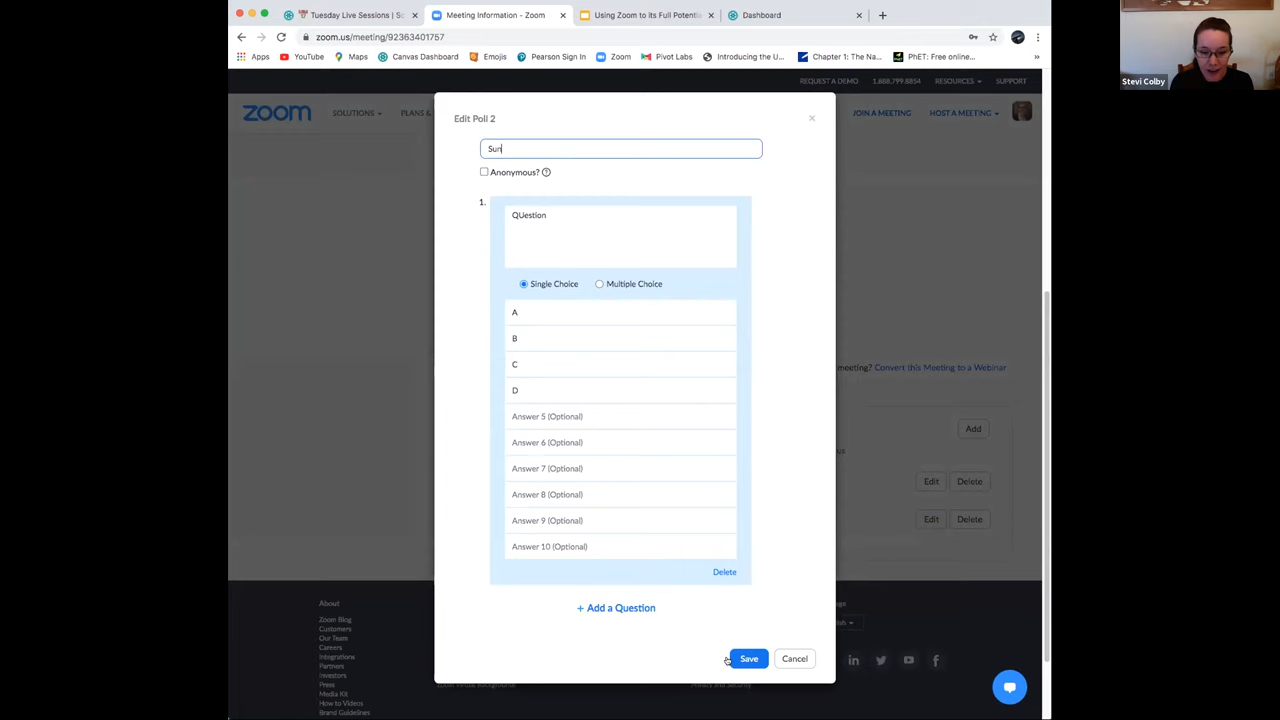 Tuesday Live Sessions | Sc
Meeting Information - Zoom
Using Zoom to its Full Potenti
Dashboard
zoom.us/meeting/92363401757
Apps
YouTube
Maps
Canvas Dashboard
Emojis
Pearson Sign In
Zoom
Pivot Labs
Introducing the U...
Chapter 1: The Na...
PhET: Free online...
Stevi Colby
REQUEST A DEMO
1.888.799.8854
RESOURCES
SUPPORT
zoom
SOLUTIONS
PLANS &
JOIN A MEETING
HOST A MEETING
Edit Poll 2
Sun
Anonymous?
1.
QUestion
Single Choice
Multiple Choice
A
B
C
D
Answer 5 (Optional)
Answer 6 (Optional)
Answer 7 (Optional)
Answer 8 (Optional)
Answer 9 (Optional)
Answer 10 (Optional)
Delete
+ Add a Question
Save
Cancel
meeting? Convert this Meeting to a Webinar
Add
us
Edit
Delete
Edit
Delete
About
Zoom Blog
Customers
Our Team
Careers
Integrations
Partners
Investors
Press
Media Kit
How to Videos
Brand Guidelines